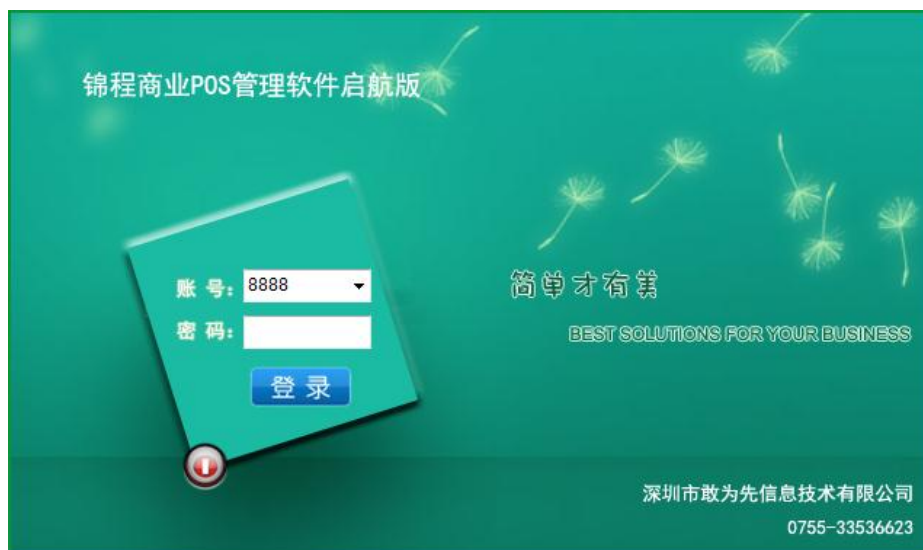 锦程商业POS管理软件启航版
账 号: 8888
密 码:
登 录
简单才有美
BEST SOLUTIONS FOR YOUR BUSINESS
深圳市敢为先信息技术有限公司
0755-33536623